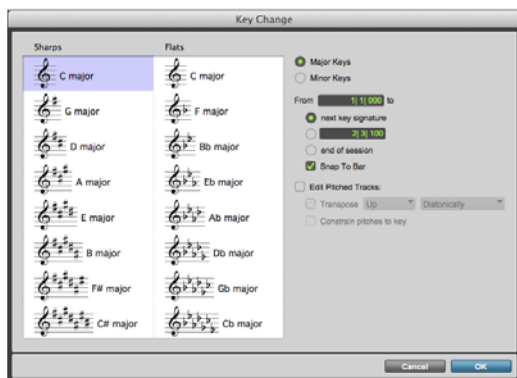 Key Change
Sharps
Flats
C major
G major
D major
A major
E major
B major
F# major
C# major
C major
F major
Bb major
Eb major
Ab major
Db major
Gb major
Cb major
Major Keys
Minor Keys
From 1| 1| 000 to
next key signature
2| 3| 100
end of session
Snap To Bar
Edit Pitched Tracks:
Transpose Up Diatonically
Constrain pitches to key
Cancel OK